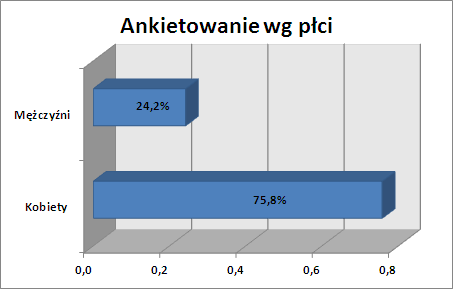 Ankietowanie wg płci
Mężczyźni
24,2%
Kobiety
75,8%
0,0 0,2 0,4 0,6 0,8